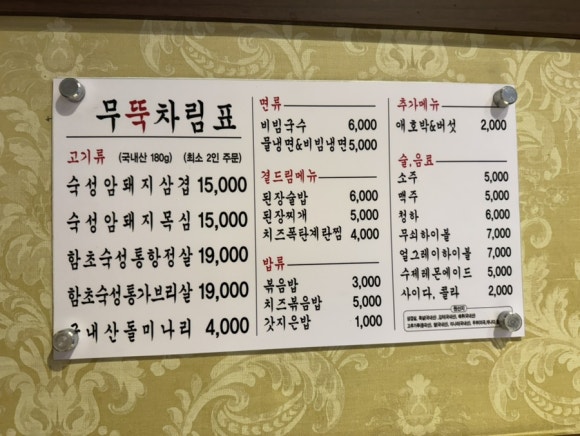 무뚝차림표
고기류 (국내산 180g) (최소 2인 주문)
숙성암돼지삼겹 15,000
숙성암돼지목심 15,000
함초숙성통항정살 19,000
함초숙성통가브리살 19,000
국내산돌미나리 4,000
면류
비빔국수 6,000
물냉면&비빔냉면 5,000
곁드림메뉴
된장술밥 6,000
된장찌개 5,000
치즈폭탄계란찜 4,000
밥류
볶음밥 3,000
치즈볶음밥 5,000
갓지은밥 1,000
추가메뉴
애호박&버섯 2,000
술,음료
소주 5,000
맥주 5,000
청하 6,000
무쇠하이볼 7,000
얼그레이하이볼 7,000
수제레몬에이드 5,000
사이다, 콜라 2,000
원산지